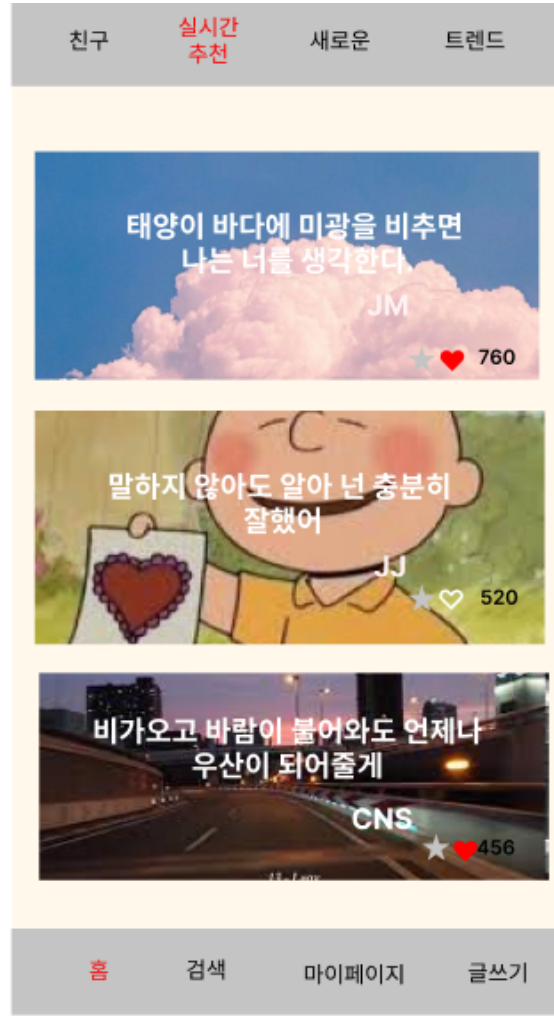 친구 실시간 새로운 트렌드
추천
태양이 바다에 미광을 비추면
나는 너를 생각한다.
JM
760
말하지 않아도 알아 넌 충분히
잘했어
JJ
520
비가오고 바람이 불어와도 언제나
우산이 되어줄게
CNS
456
홈 검색 마이페이지 글쓰기